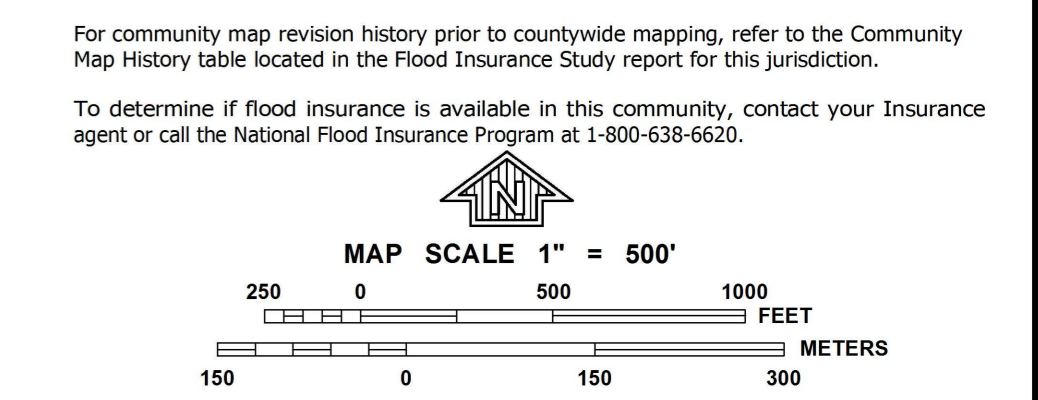 For community map revision history prior to countywide mapping, refer to the Community
Map History table located in the Flood Insurance Study report for this jurisdiction.
To determine if flood insurance is available in this community, contact your Insurance
agent or call the National Flood Insurance Program at 1-800-638-6620.
N
MAP SCALE 1" = 500'
250 0 500 1000
FEET
METERS
150 0 150 300